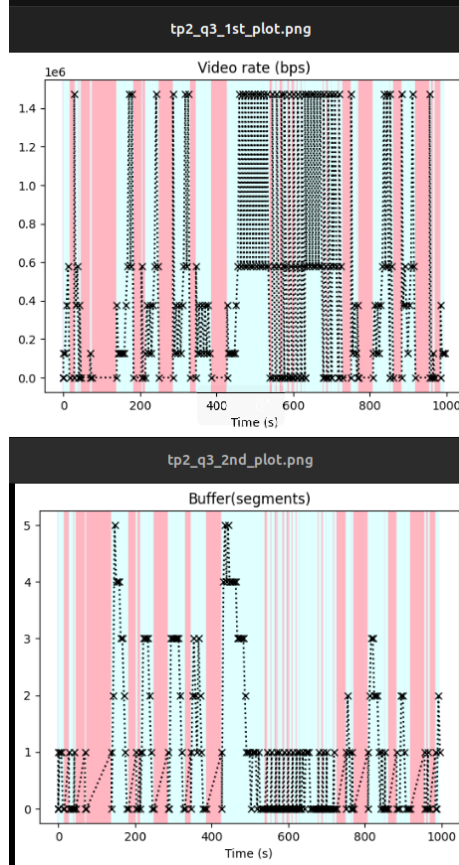 tp2_q3_1st_plot.png
Video rate (bps)
1e6
1.4
1.2
1.0
0.8
0.6
0.4
0.2
0.0
0 200 400 600 800 1000
Time (s)
tp2_q3_2nd_plot.png
Buffer(segments)
5
4
3
2
1
0
0 200 400 600 800 1000
Time (s)